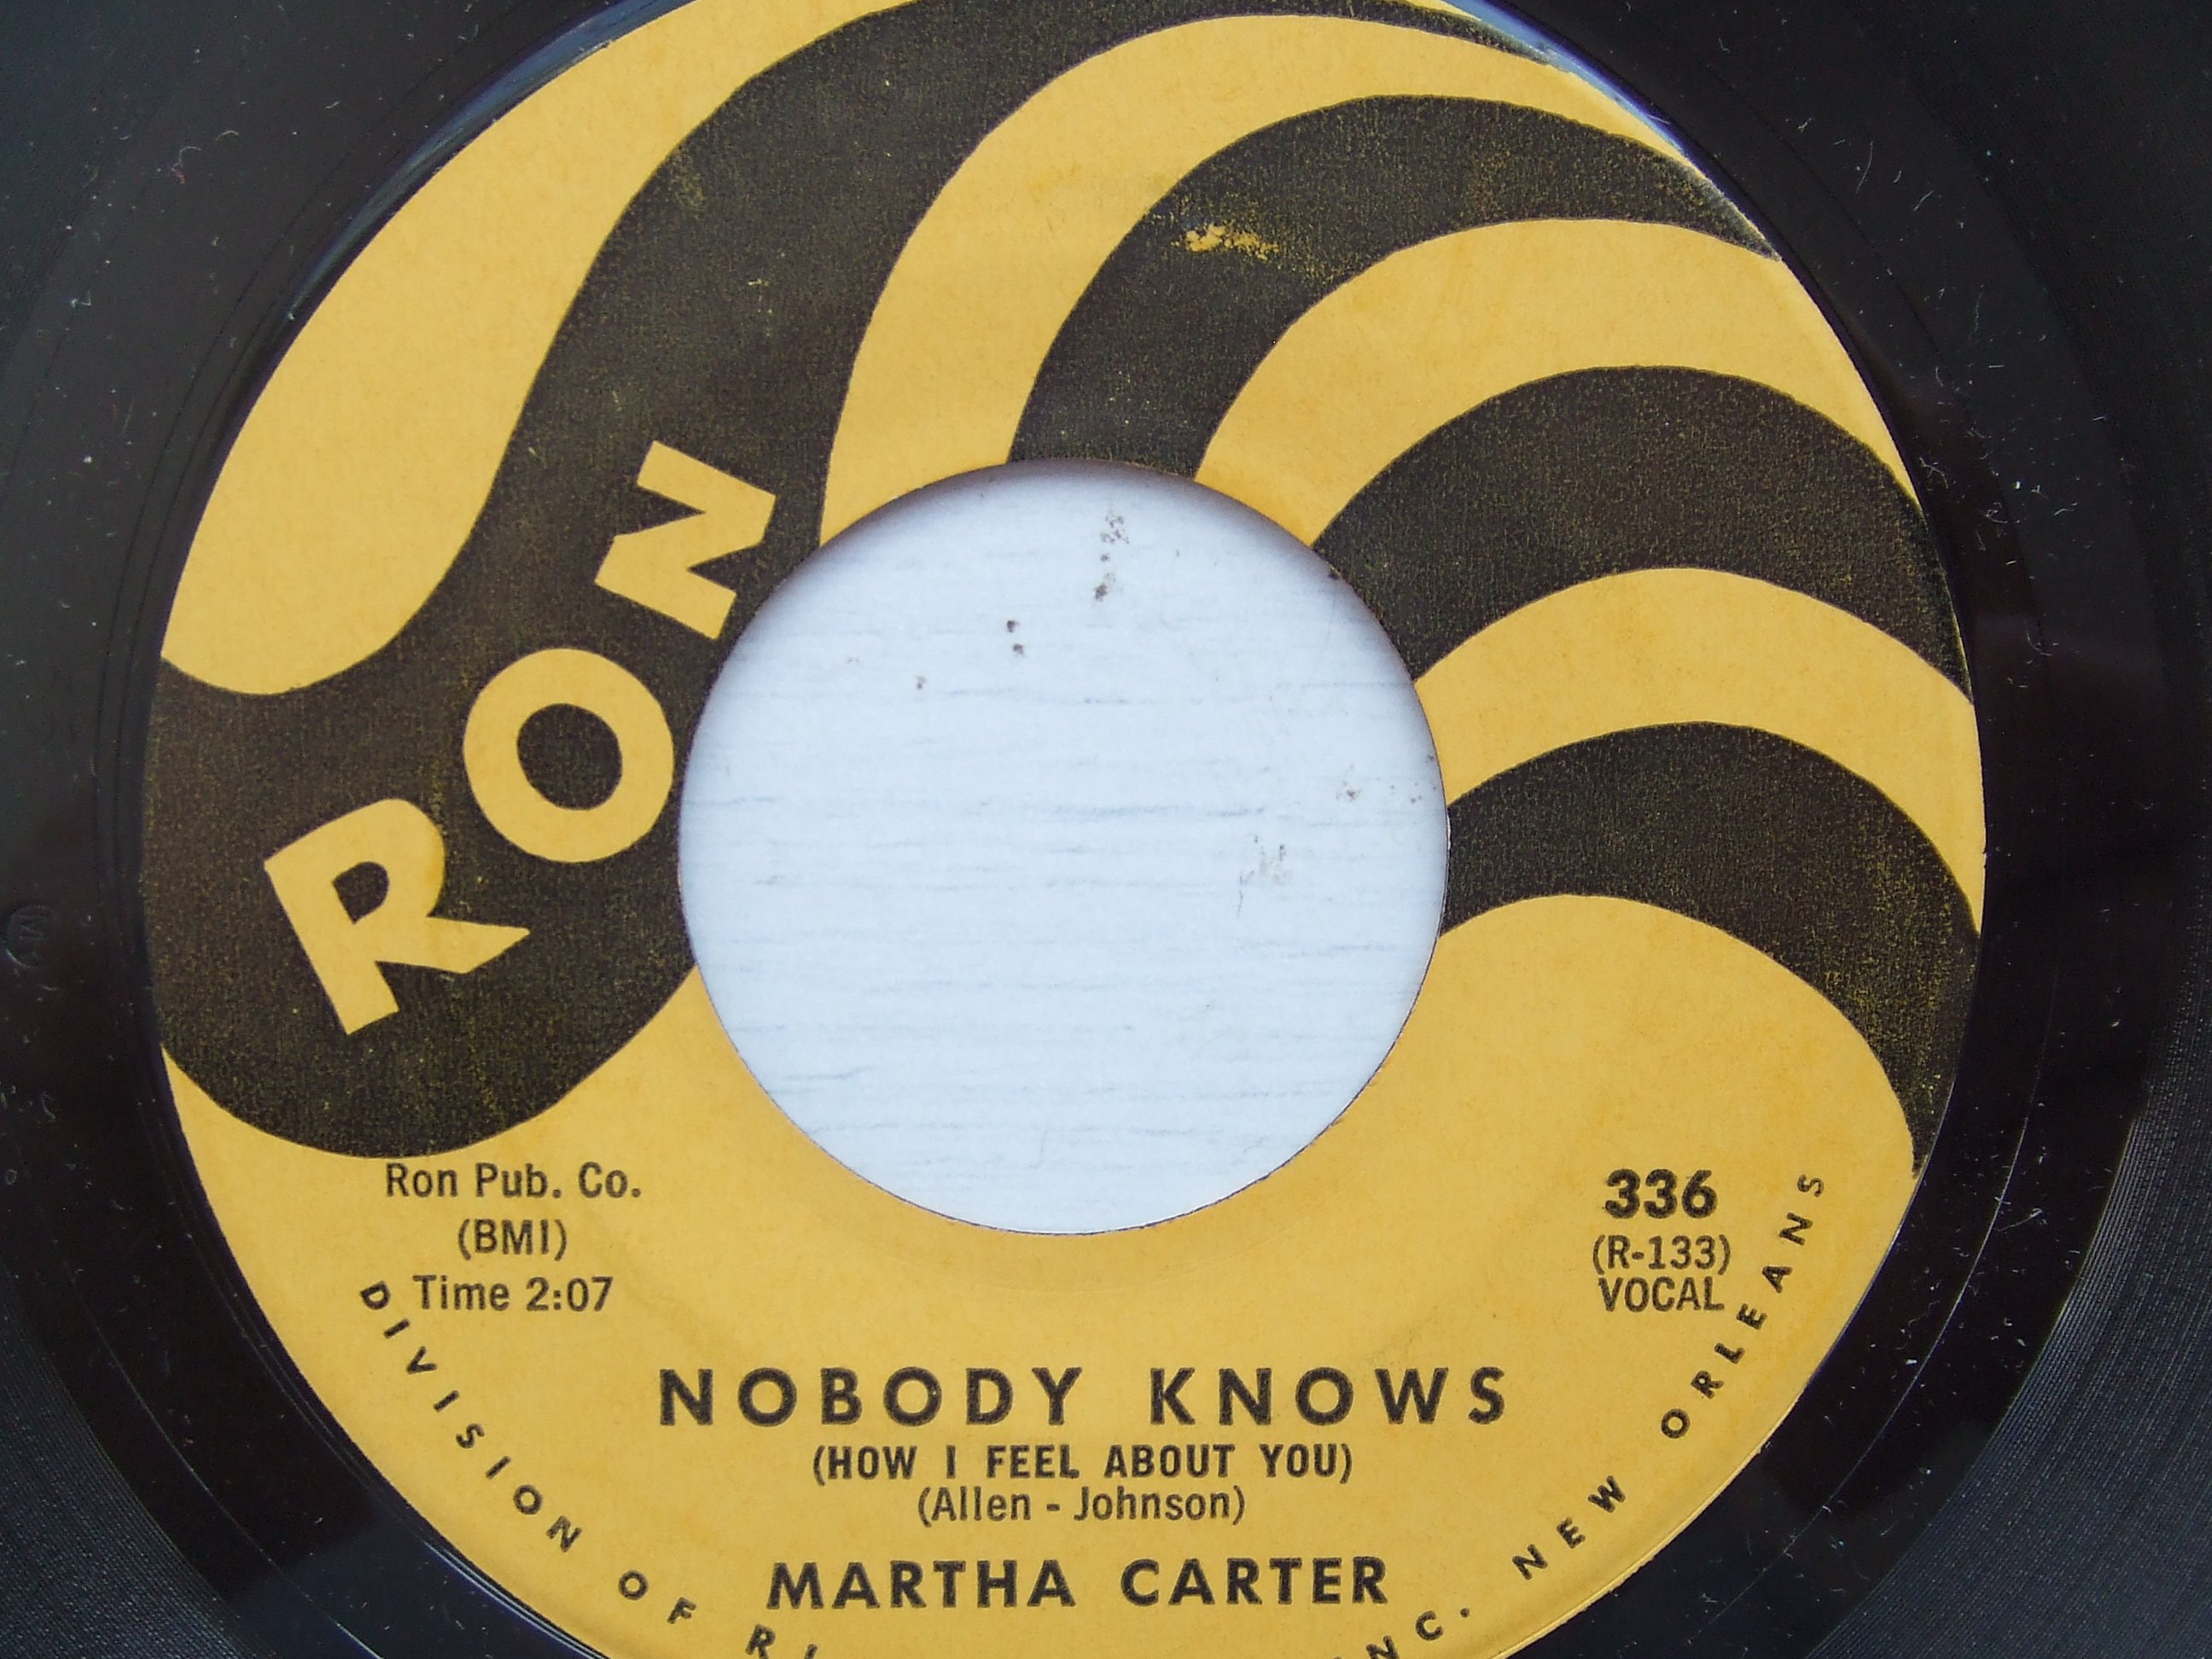 RON
Ron Pub. Co.
(BMI)
Time 2:07
336
(R-133)
VOCAL
NOBODY KNOWS
(HOW I FEEL ABOUT YOU)
(Allen - Johnson)
MARTHA CARTER
DIVISION OF
NEW ORLEANS